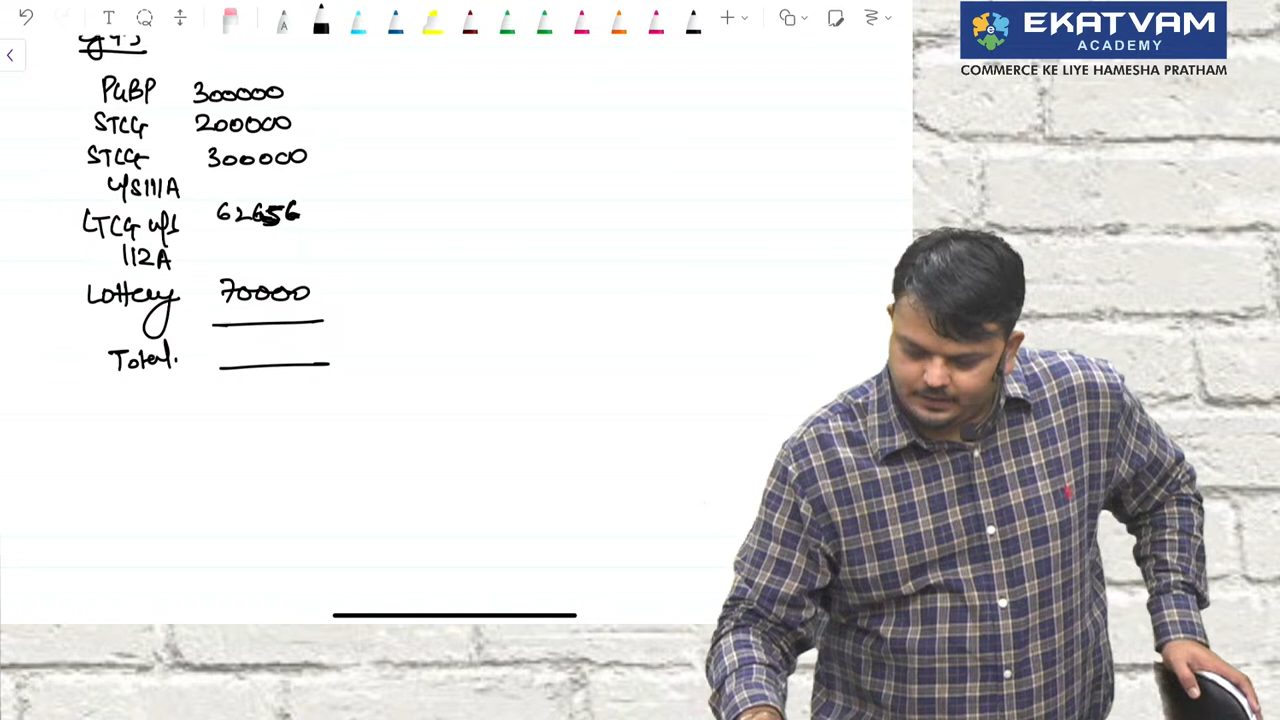 EKATVAM
ACADEMY
COMMERCE KE LIYE HAMESHA PRATHAM
PGBP 300000
STCG 200000
STCG 300000
u/s 111A
LTCG u/s 62656
112A
Lottery 70000
Total.